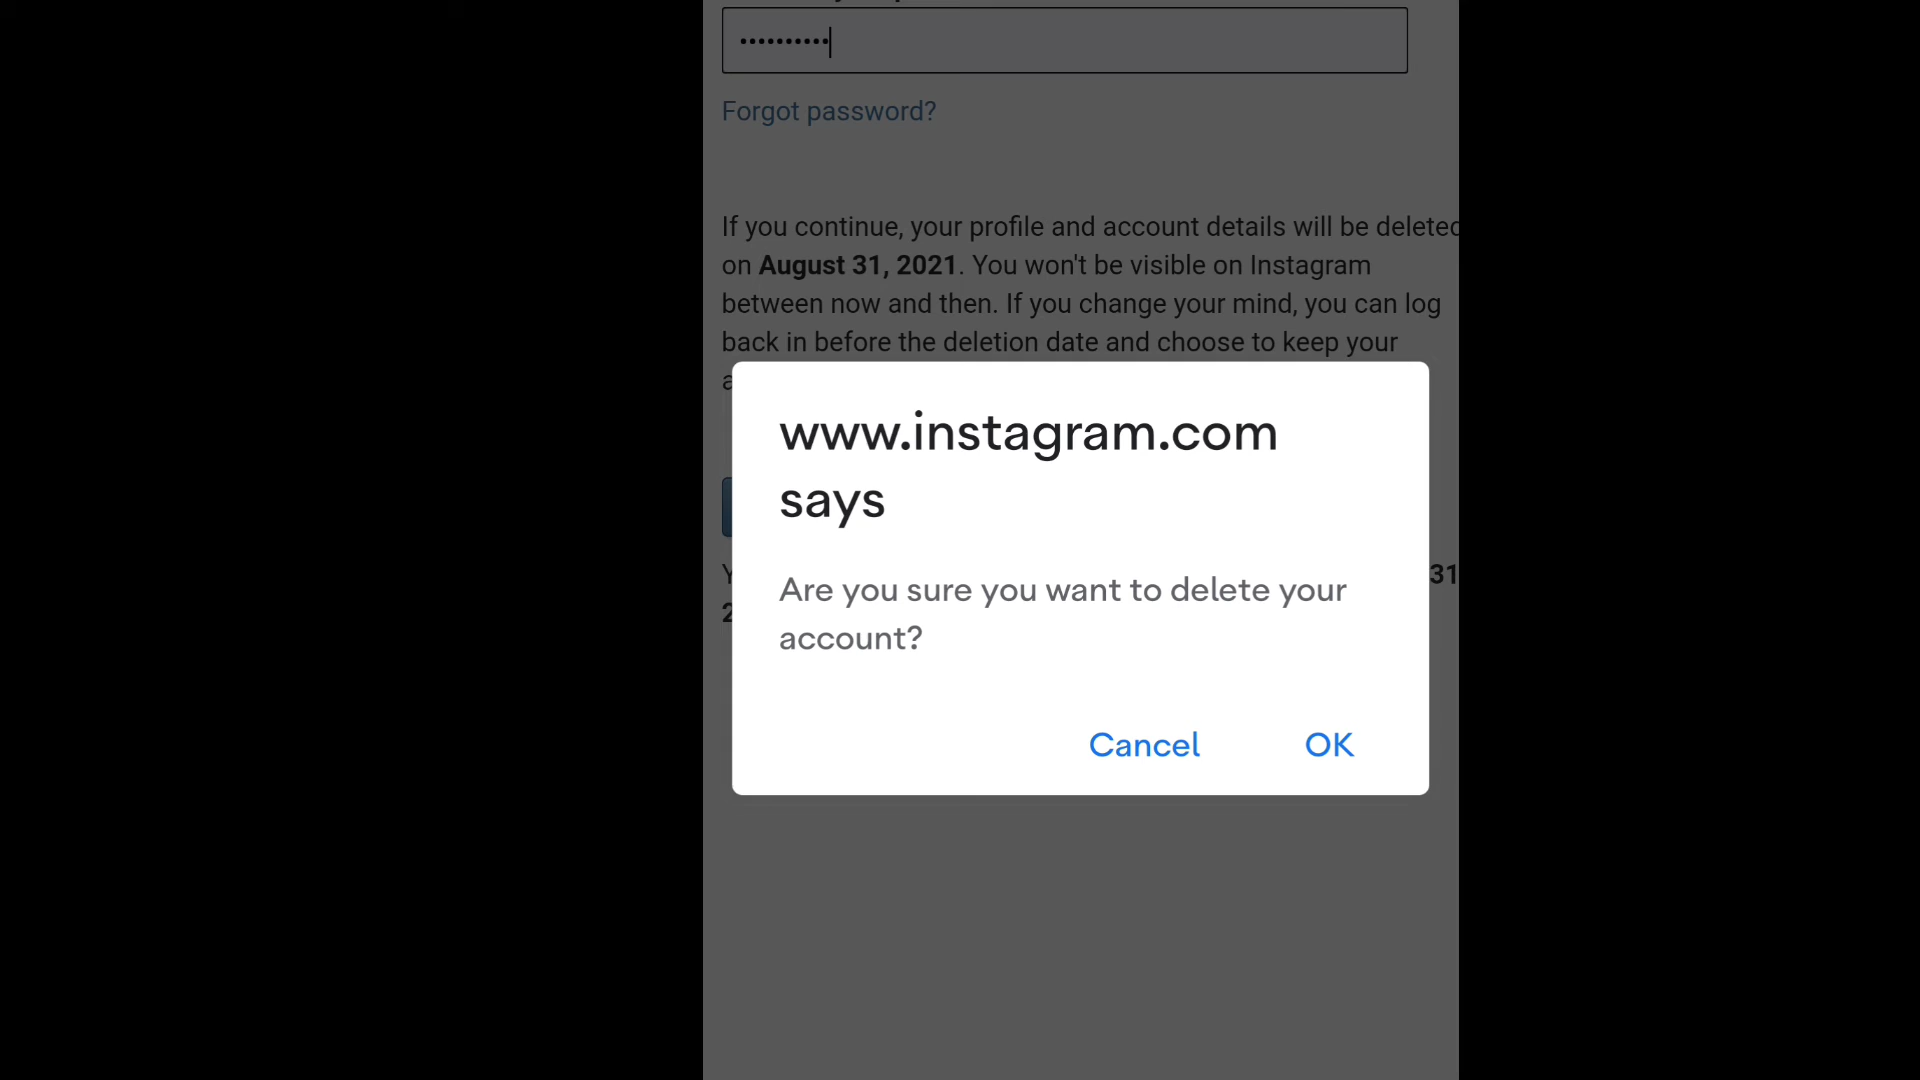 ••••••••••
Forgot password?
If you continue, your profile and account details will be deleted
on August 31, 2021. You won't be visible on Instagram
between now and then. If you change your mind, you can log
back in before the deletion date and choose to keep your
www.instagram.com
says
Are you sure you want to delete your
account?
31
Cancel OK